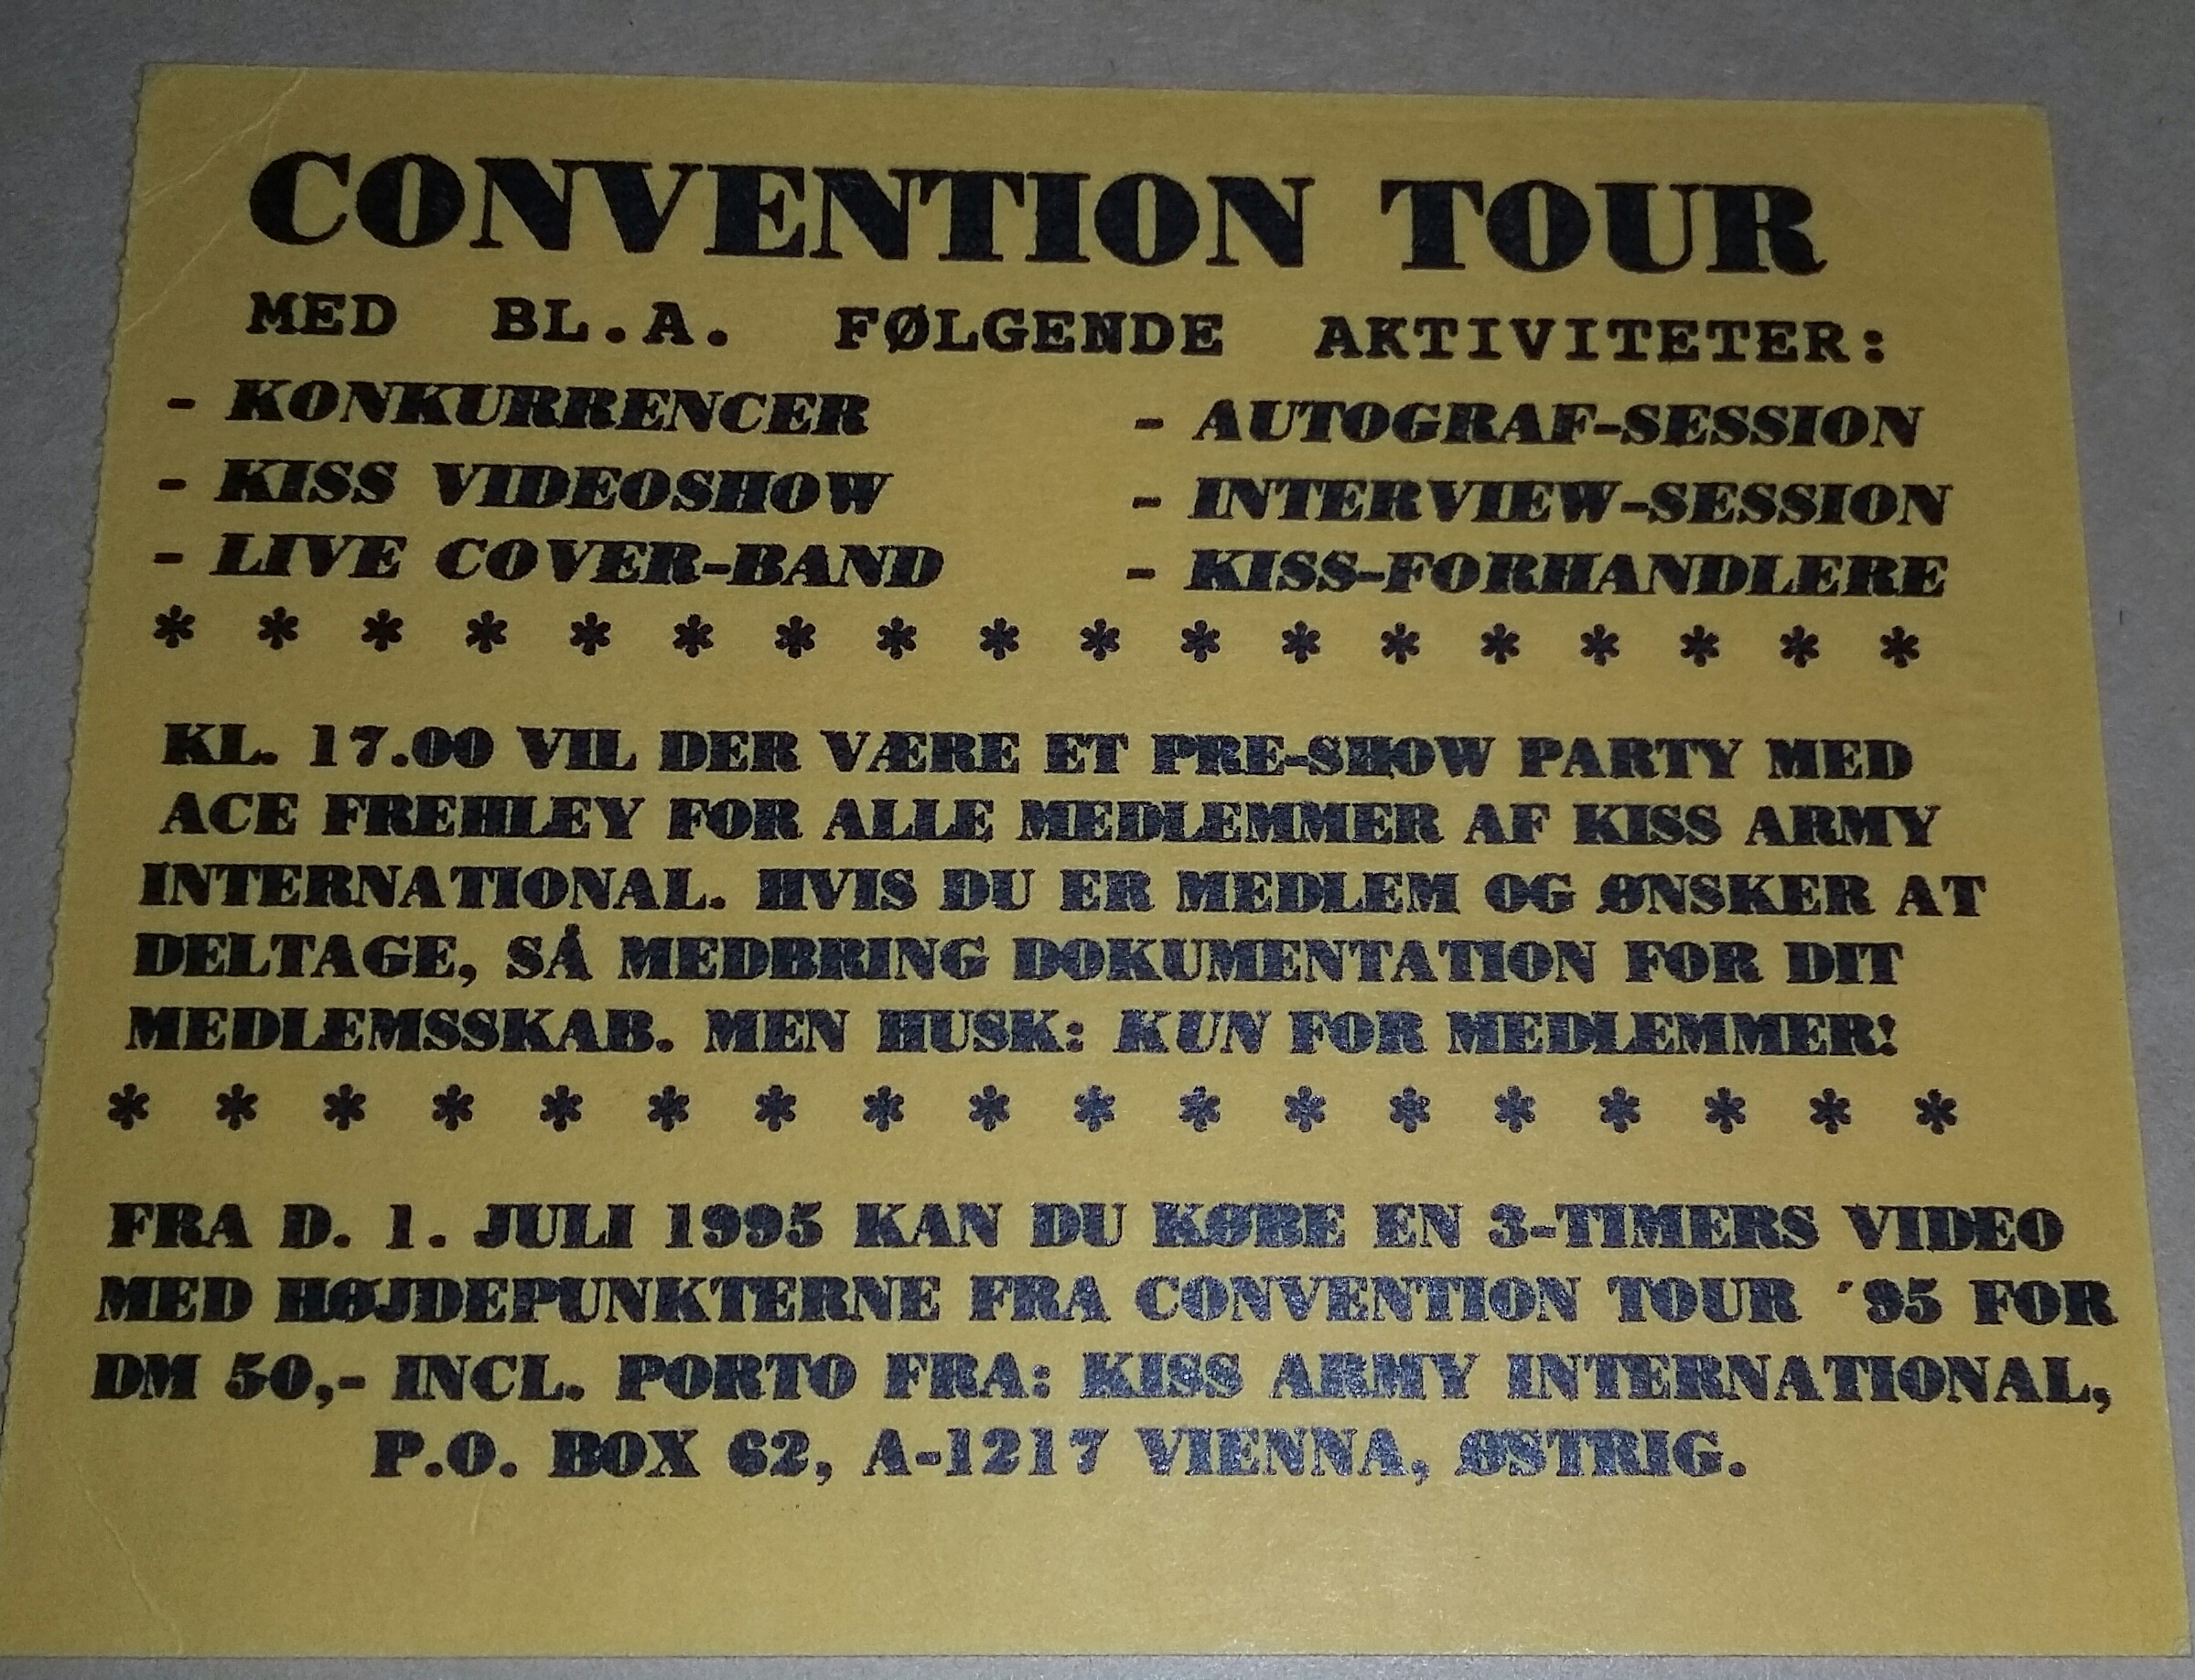 CONVENTION TOUR
MED BL.A. FØLGENDE AKTIVITETER:
- KONKURRENCER - AUTOGRAF-SESSION
- KISS VIDEOSHOW - INTERVIEW-SESSION
- LIVE COVER-BAND - KISS-FORHANDLERE
* * * * * * * * * * * * * * * * * *
KL. 17.00 VIL DER VÆRE ET PRE-SHOW PARTY MED
ACE FREHLEY FOR ALLE MEDLEMMER AF KISS ARMY
INTERNATIONAL. HVIS DU ER MEDLEM OG ØNSKER AT
DELTAGE, SÅ MEDBRING DOKUMENTATION FOR DIT
MEDLEMSSKAB. MEN HUSK: KUN FOR MEDLEMMER!
* * * * * * * * * * * * * * * * * *
FRA D. 1. JULI 1995 KAN DU KØBE EN 3-TIMERS VIDEO
MED HØJDEPUNKTERNE FRA CONVENTION TOUR ´95 FOR
DM 50,- INCL. PORTO FRA: KISS ARMY INTERNATIONAL,
P.O. BOX 62, A-1217 VIENNA, ØSTRIG.